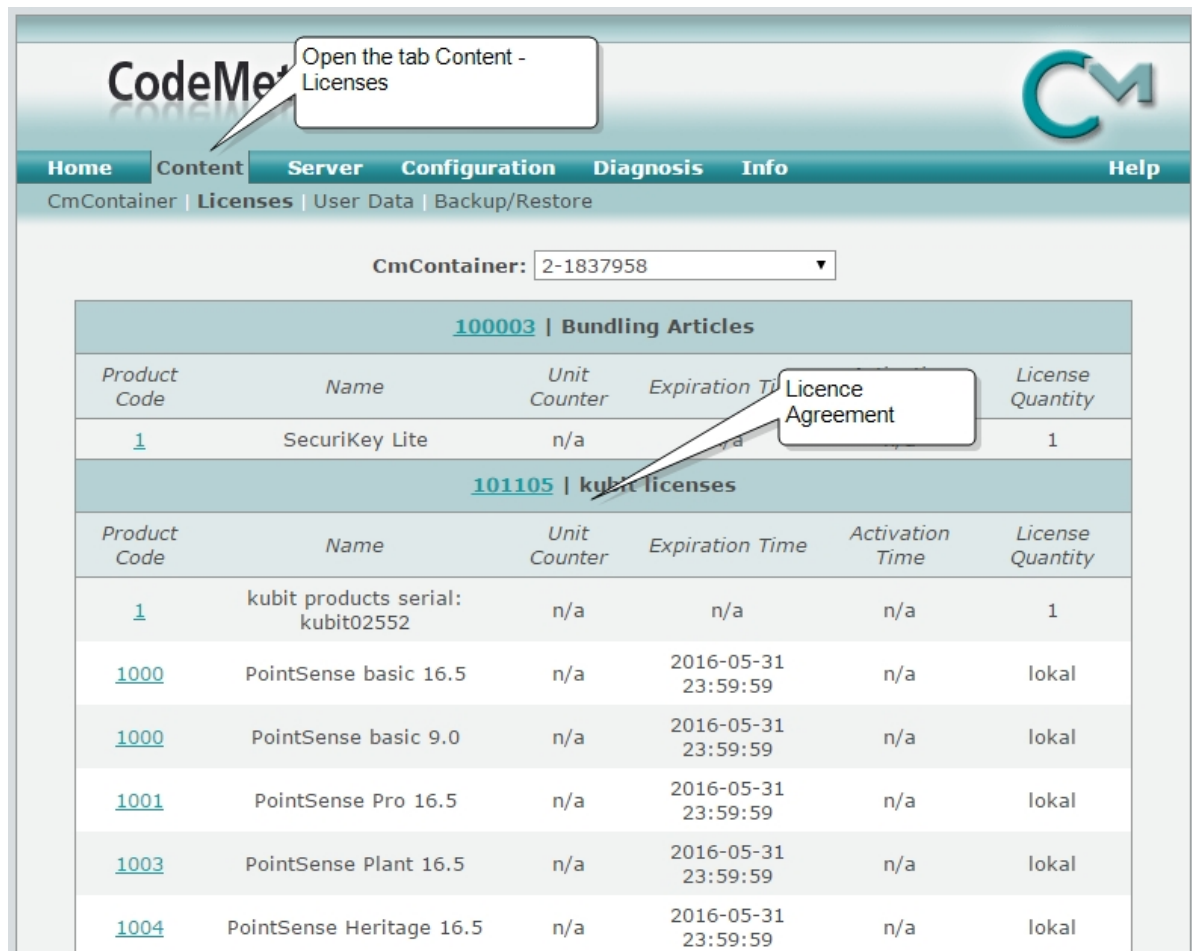 Open the tab Content -
Licenses
Home Content Server Configuration Diagnosis Info Help
CmContainer | Licenses | User Data | Backup/Restore
CmContainer: 2-1837958
100003 | Bundling Articles
Product Code Name Unit Counter Expiration License Quantity
Licence
Agreement
1 SecuriKey Lite n/a 1
101105 | kubit licenses
Product Code Name Unit Counter Expiration Time Activation Time License Quantity
1 kubit products serial: kubit02552 n/a n/a n/a 1
1000 PointSense basic 16.5 n/a 2016-05-31 23:59:59 n/a lokal
1000 PointSense basic 9.0 n/a 2016-05-31 23:59:59 n/a lokal
1001 PointSense Pro 16.5 n/a 2016-05-31 23:59:59 n/a lokal
1003 PointSense Plant 16.5 n/a 2016-05-31 23:59:59 n/a lokal
1004 PointSense Heritage 16.5 n/a 2016-05-31 23:59:59 n/a lokal